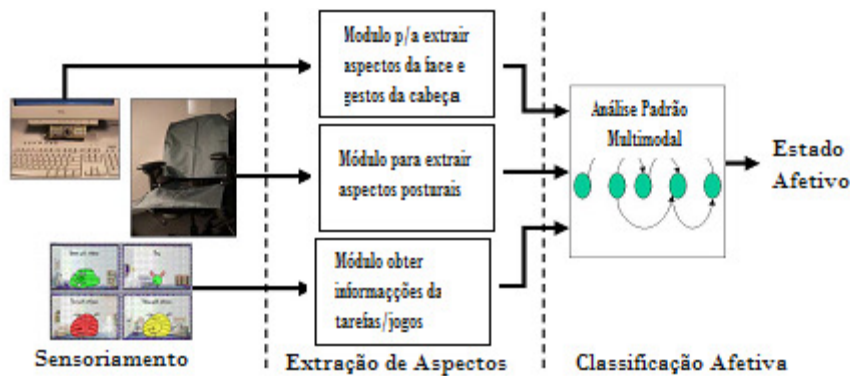 Modulo p/a extrair
aspectos da face e
gestos da cabeça
Análise Padrão
Multimodal
Módulo para extrair
aspectos posturais
Estado
Afetivo
Módulo obter
informaçções da
tarefas/jogos
Sensoriamento
Extração de Aspectos
Classificação Afetiva